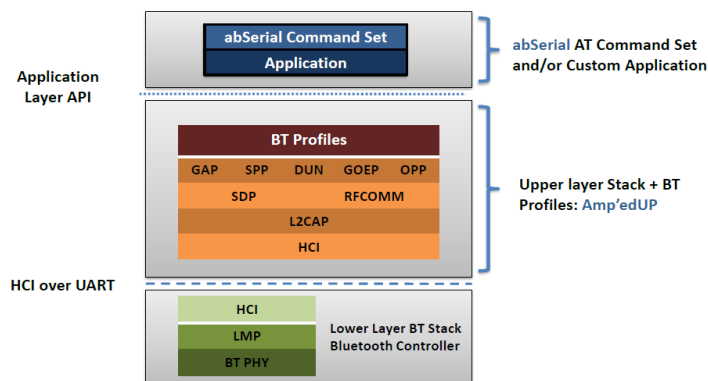 abSerial Command Set
Application
abSerial AT Command Set
and/or Custom Application
Application
Layer API
BT Profiles
GAP SPP DUN GOEP OPP
SDP RFCOMM
L2CAP
HCI
Upper layer Stack + BT
Profiles: Amp'edUP
HCI over UART
HCI
LMP
BT PHY
Lower Layer BT Stack
Bluetooth Controller